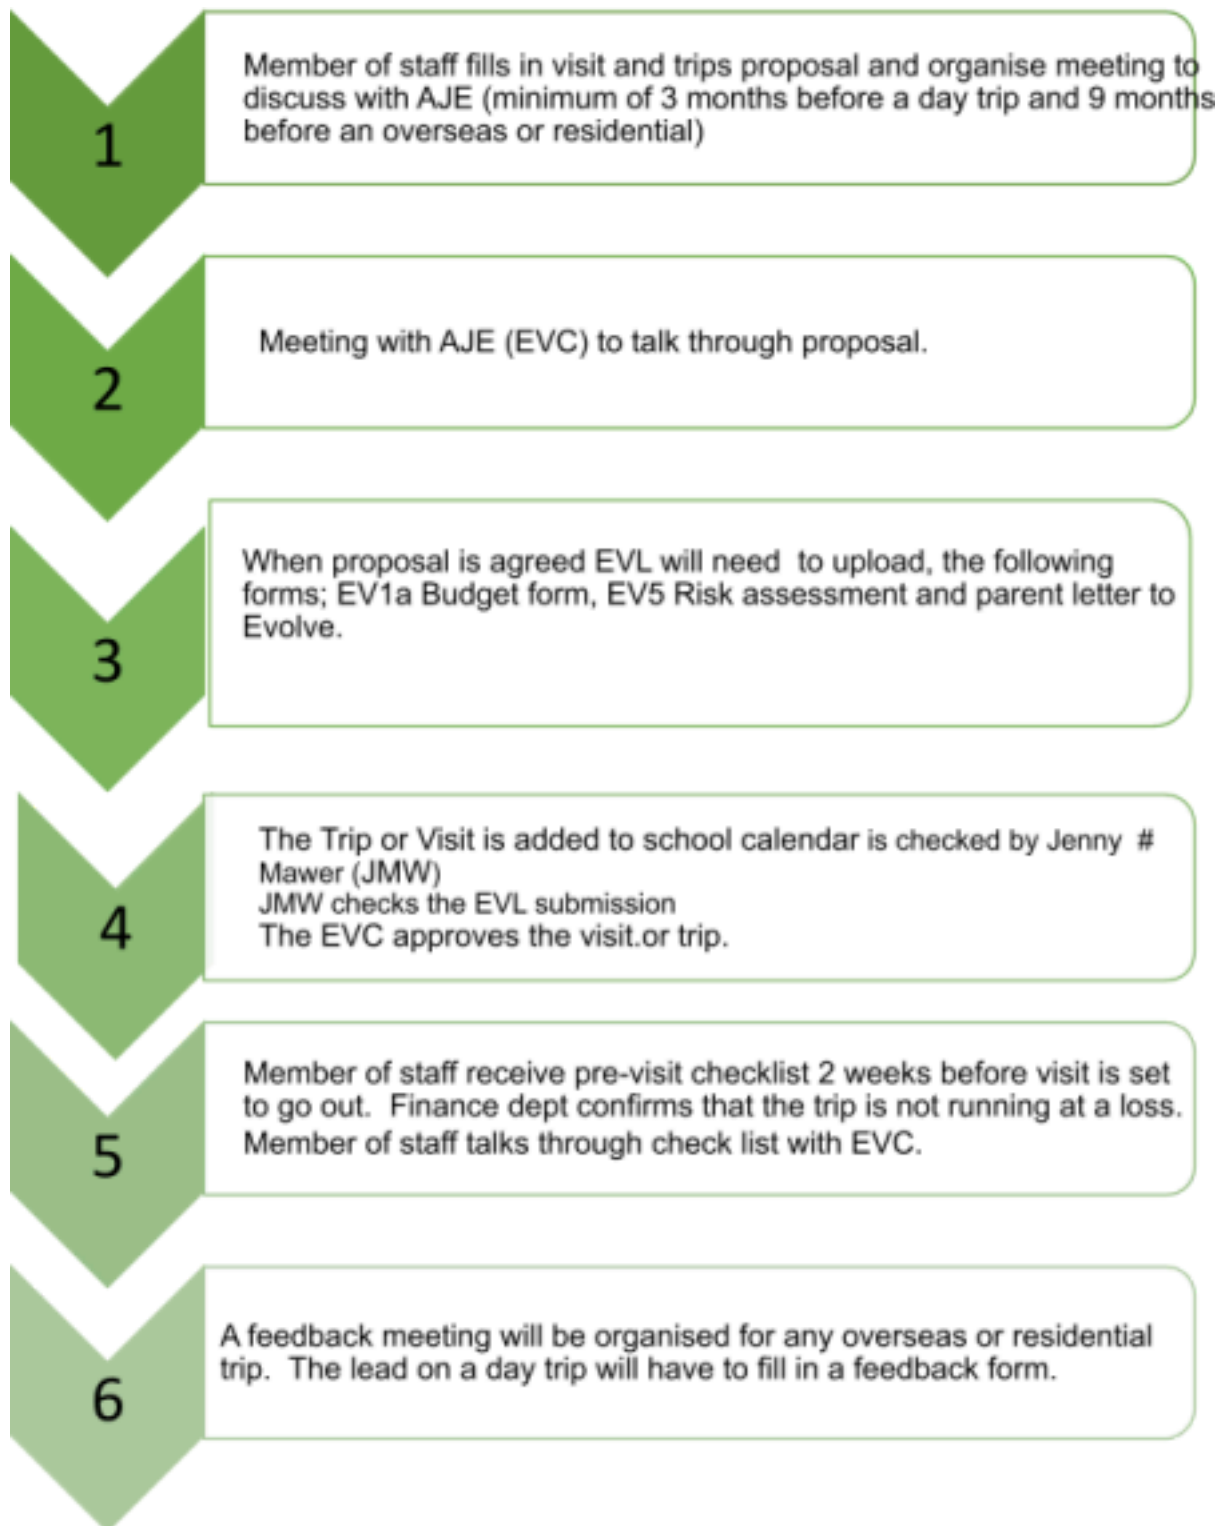 1
Member of staff fills in visit and trips proposal and organise meeting to
discuss with AJE (minimum of 3 months before a day trip and 9 months
before an overseas or residential)
2
Meeting with AJE (EVC) to talk through proposal.
3
When proposal is agreed EVL will need  to upload, the following
forms; EV1a Budget form, EV5 Risk assessment and parent letter to
Evolve.
4
The Trip or Visit is added to school calendar is checked by Jenny  #
Mawer (JMW)
JMW checks the EVL submission
The EVC approves the visit.or trip.
5
Member of staff receive pre-visit checklist 2 weeks before visit is set
to go out.  Finance dept confirms that the trip is not running at a loss.
Member of staff talks through check list with EVC.
6
A feedback meeting will be organised for any overseas or residential
trip.  The lead on a day trip will have to fill in a feedback form.